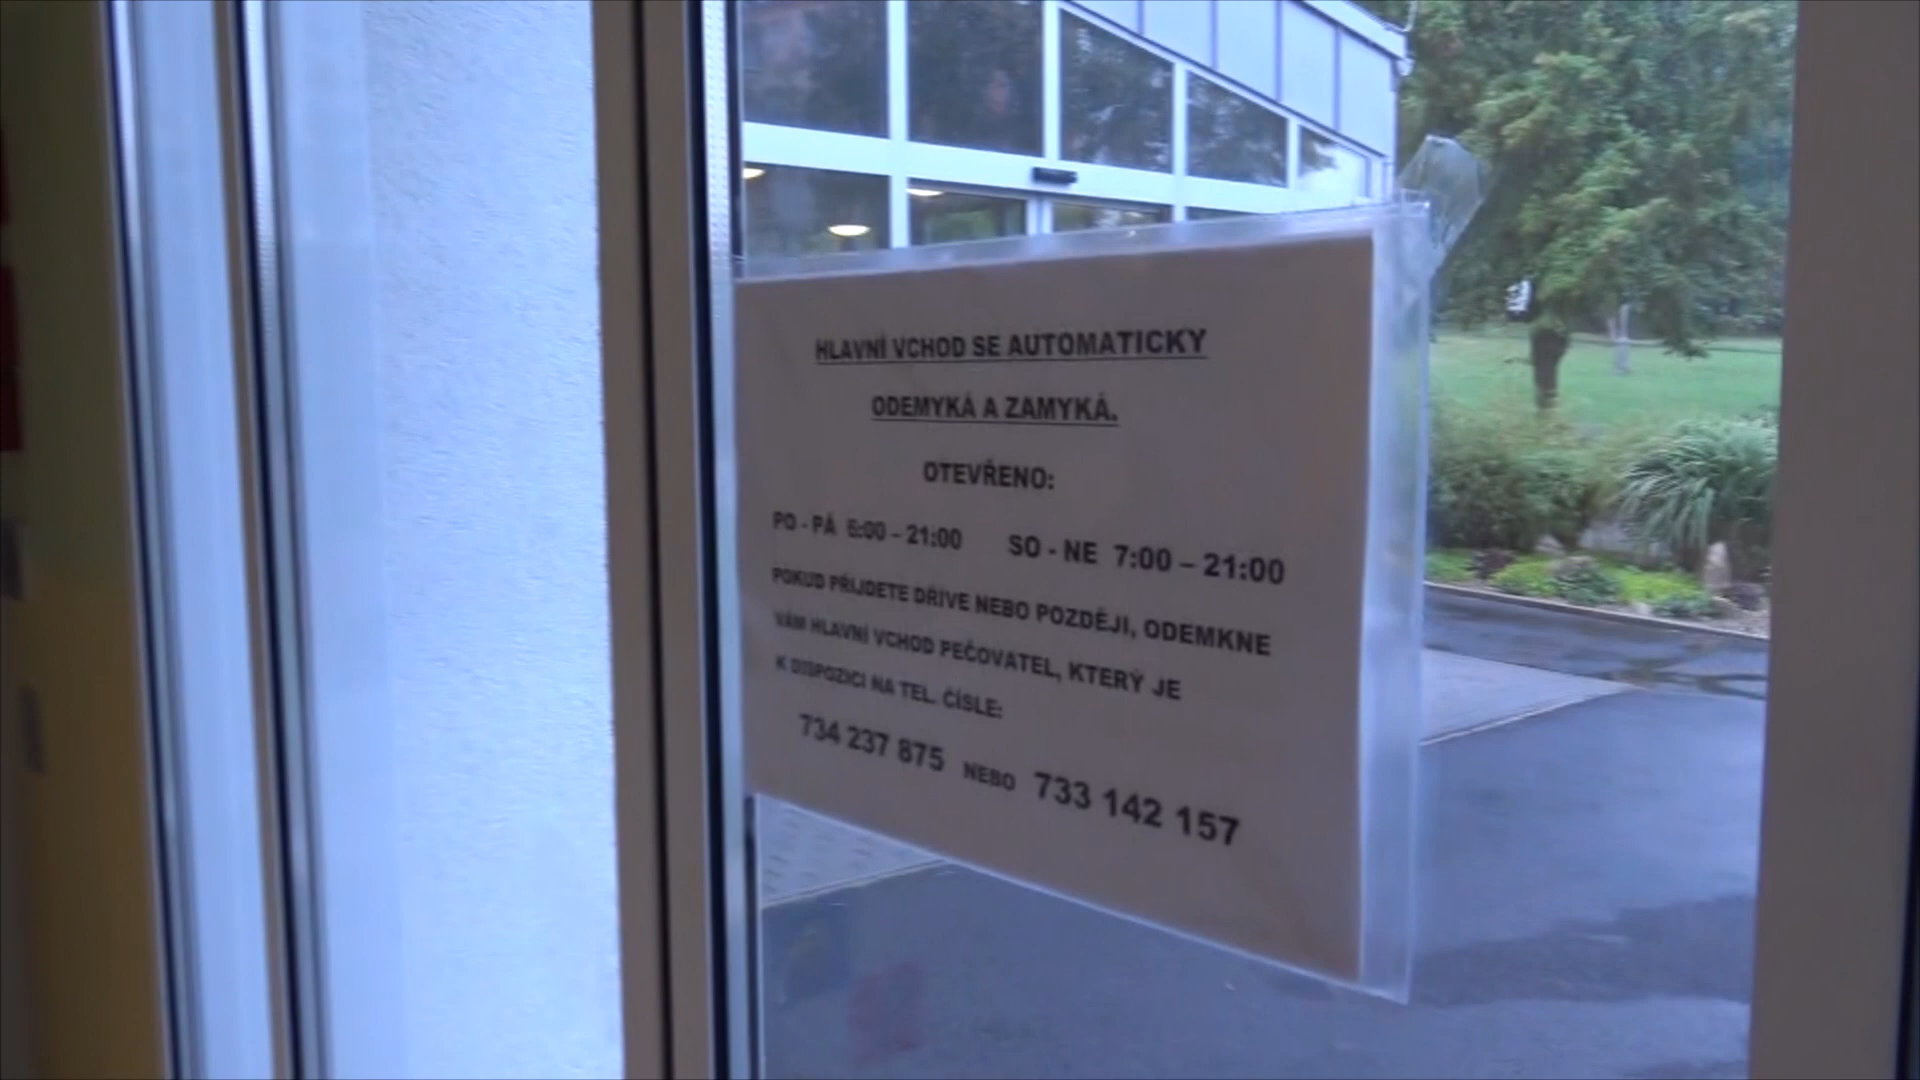 HLAVNÍ VCHOD SE AUTOMATICKY
ODEMYKÁ A ZAMYKÁ.
OTEVŘENO:
PO - PÁ 6:00 – 21:00 SO - NE 7:00 – 21:00
POKUD PŘIJDETE DŘÍVE NEBO POZDĚJI, ODEMKNE
VÁM HLAVNÍ VCHOD PEČOVATEL, KTERÝ JE
K DISPOZICI NA TEL. ČÍSLE:
734 237 875 NEBO 733 142 157